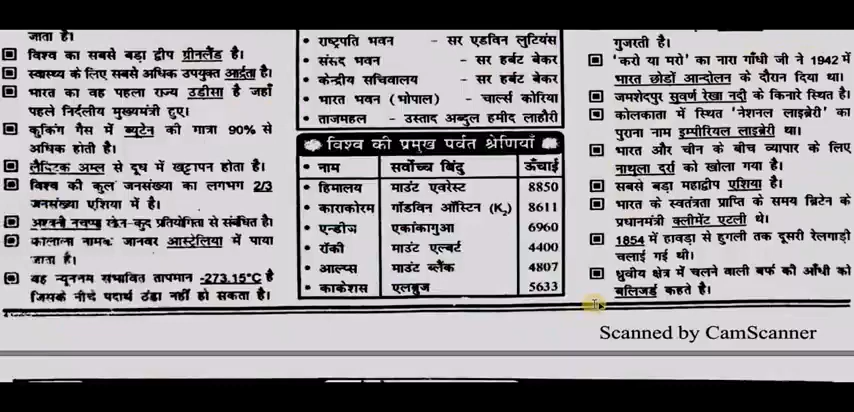 जाता है।
विश्व का सबसे बड़ा द्वीप ग्रीनलैंड है।
स्वास्थ्य के लिए सबसे अधिक उपयुक्त आर्द्रता है।
भारत का वह पहला राज्य उड़ीसा है जहाँ
पहले निर्दलीय मुख्यमंत्री हुए।
कुकिंग गैस में ब्यूटेन की मात्रा 90% से
अधिक होती है।
लैक्टिक अम्ल से दूध में खट्टापन होता है।
विश्व की कुल जनसंख्या का लगभग 2/3
जनसंख्या एशिया में है।
खेल-कूद प्रतियोगिता से संबंधित है।
नामक जानवर आस्ट्रेलिया में पाया
जाता है।
वह न्यूनतम संभावित तापमान -273.15°C है
जिसके नीचे पदार्थ ठंढा नहीं हो सकता है।
• राष्ट्रपति भवन - सर एडविन लुटियंस
• संसद भवन - सर हर्बट बेकर
• केन्द्रीय सचिवालय - सर हर्बट बेकर
• भारत भवन (भोपाल) - चार्ल्स कोरिया
• ताजमहल - उस्ताद अब्दुल हमीद लाहौरी
विश्व की प्रमुख पर्वत श्रेणियाँ
• नाम सर्वोच्च बिंदु ऊँचाई
• हिमालय माउंट एवरेस्ट 8850
• काराकोरम गॉडविन ऑस्टिन (K2) 8611
• एन्डीज एकांकागुआ 6960
• रॉकी माउंट एल्बर्ट 4400
• आल्प्स माउंट ब्लैंक 4807
• काकेशस एलब्रुज 5633
गुजरती है।
'करो या मरो' का नारा गाँधी जी ने 1942 में
भारत छोड़ों आन्दोलन के दौरान दिया था।
जमशेदपुर सुवर्ण रेखा नदी के किनारे स्थित है।
कोलकाता में स्थित 'नेशनल लाइब्रेरी' का
पुराना नाम इम्पीरियल लाइब्रेरी था।
भारत और चीन के बीच व्यापार के लिए
नाथूला दर्रा को खोला गया है।
सबसे बड़ा महाद्वीप एशिया है।
भारत के स्वतंत्रता प्राप्ति के समय ब्रिटेन के
प्रधानमंत्री क्लीमेंट एटली थे।
1854 में हावड़ा से हुगली तक दूसरी रेलगाड़ी
चलाई गई थी।
ध्रुवीय क्षेत्र में चलने वाली बर्फ की आँधी को
बलिजर्ड कहते है।
Scanned by CamScanner